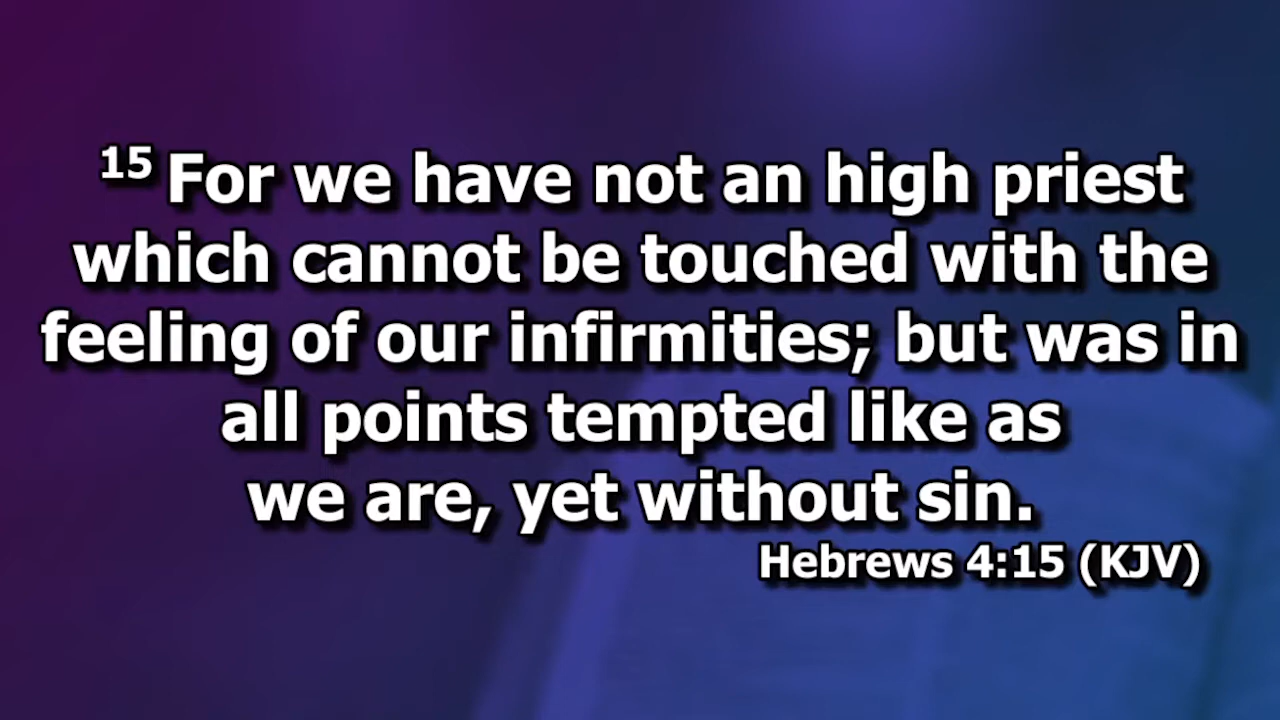 15 For we have not an high priest
which cannot be touched with the
feeling of our infirmities; but was in
all points tempted like as
we are, yet without sin.
Hebrews 4:15 (KJV)